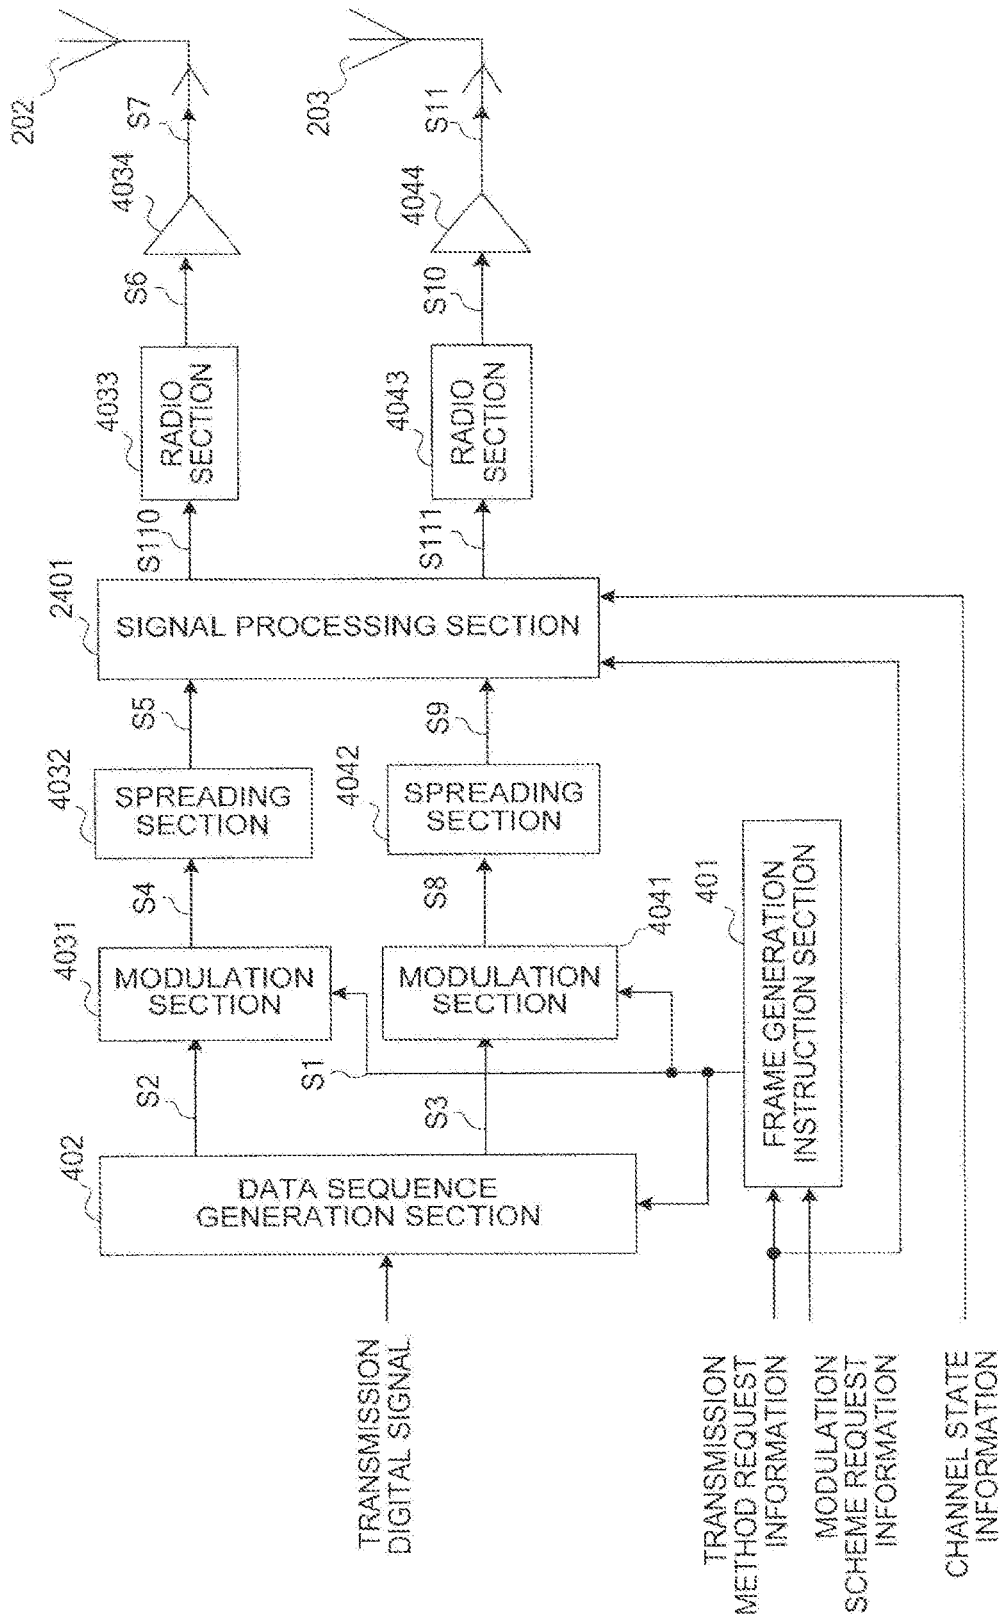 202
S7
4034
S6
4033
RADIO
SECTION
S110
2401
SIGNAL PROCESSING SECTION
S5
4032
SPREADING
SECTION
S4
4031
MODULATION
SECTION
S2
402
DATA SEQUENCE
GENERATION SECTION
TRANSMISSION
DIGITAL SIGNAL
203
S11
4044
S10
4043
RADIO
SECTION
S111
S9
4042
SPREADING
SECTION
S8
4041
MODULATION
SECTION
S1
S3
401
FRAME GENERATION
INSTRUCTION SECTION
TRANSMISSION
METHOD REQUEST
INFORMATION
MODULATION
SCHEME REQUEST
INFORMATION
CHANNEL STATE
INFORMATION